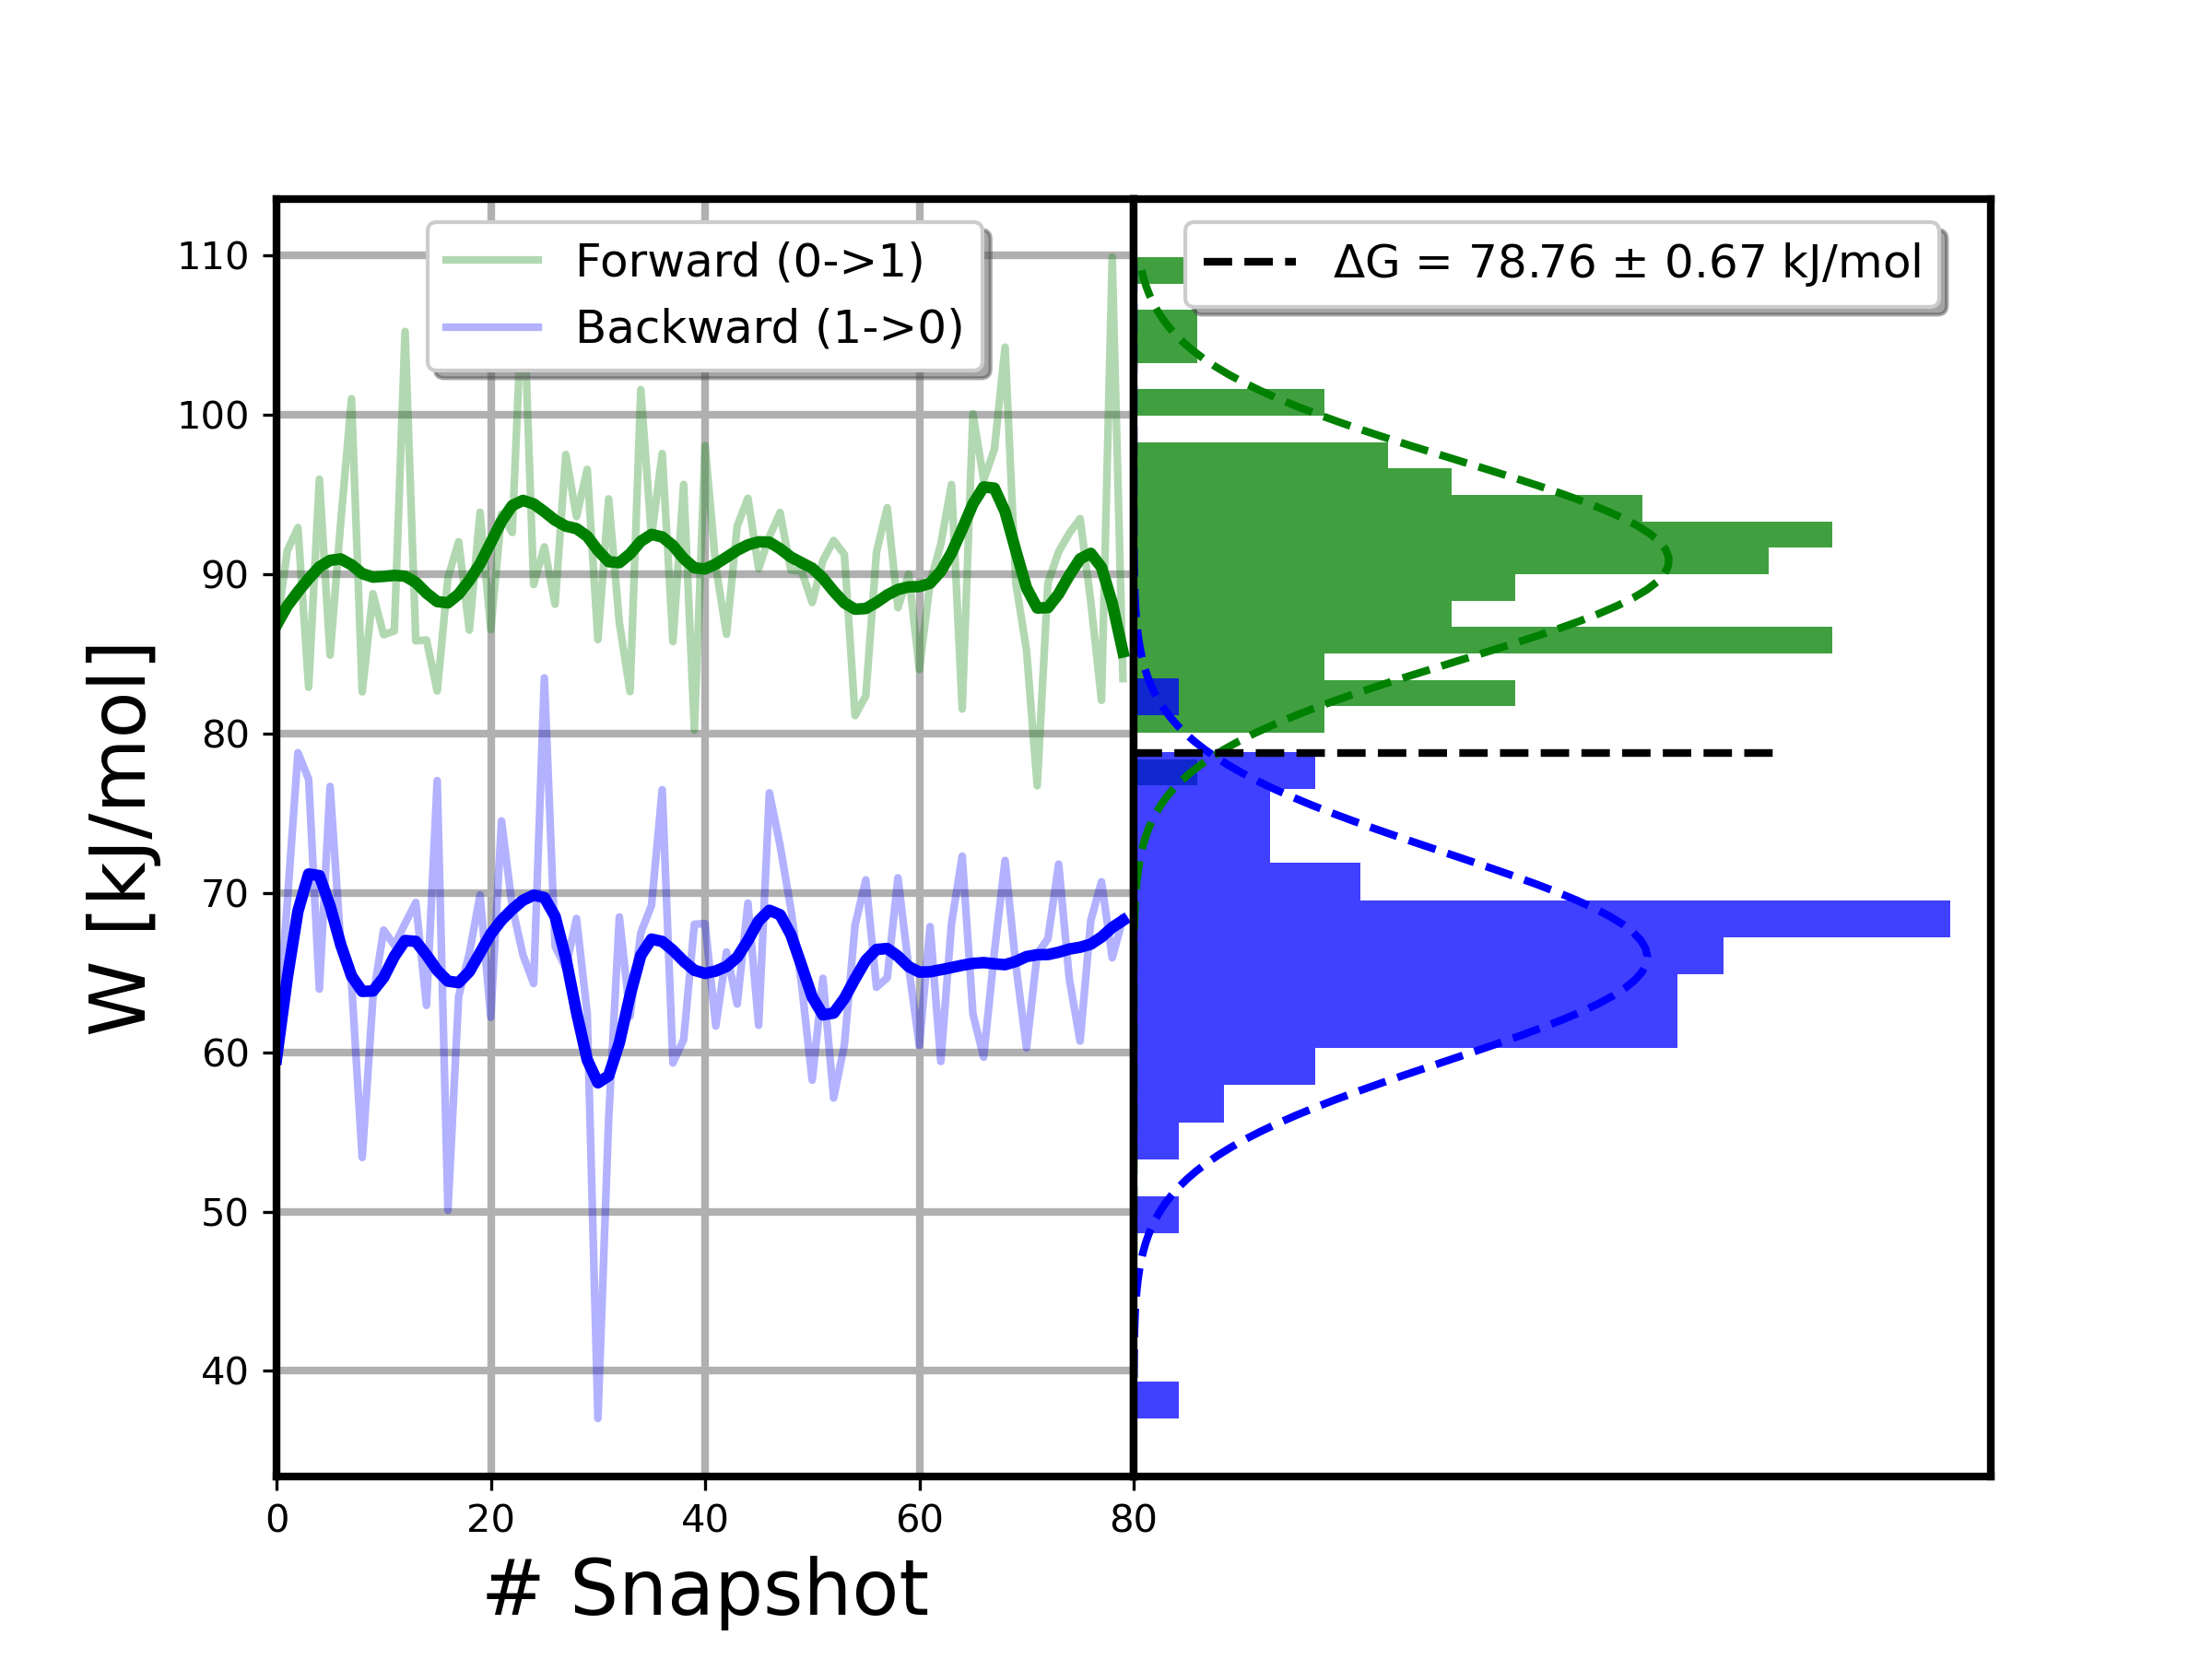 Forward (0->1)
Backward (1->0)
ΔG = 78.76 ± 0.67 kJ/mol
110
100
90
80
70
60
50
40
W [kJ/mol]
0 20 40 60 80
# Snapshot